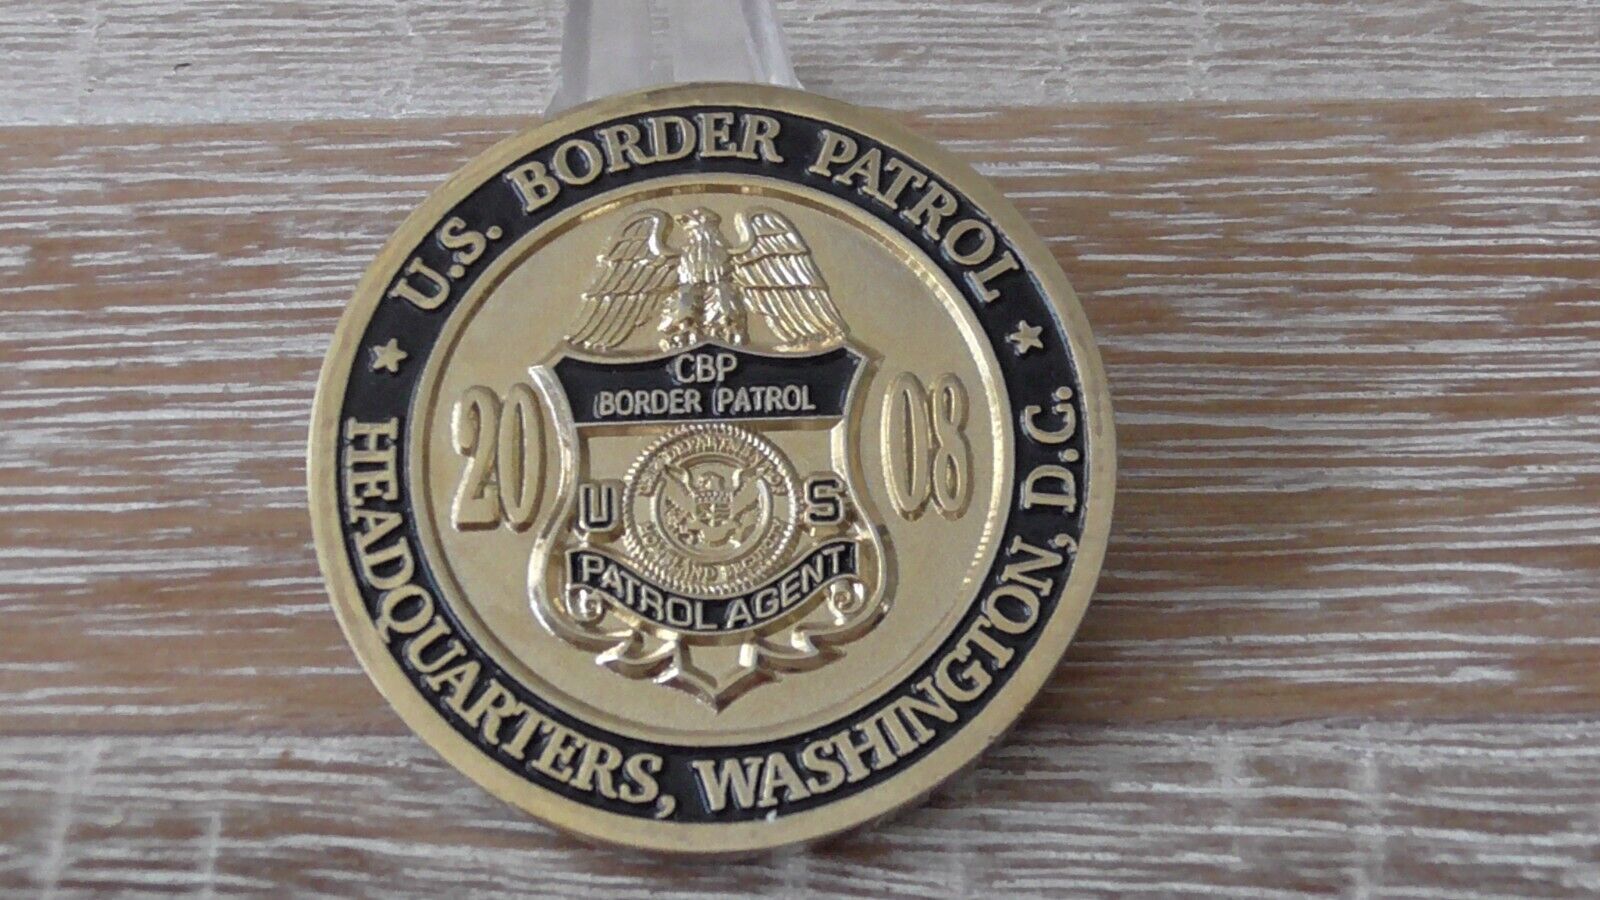 U.S. BORDER PATROL
HEADQUARTERS, WASHINGTON, D.C.
CBP
BORDER PATROL
20 08
U S
PATROL AGENT